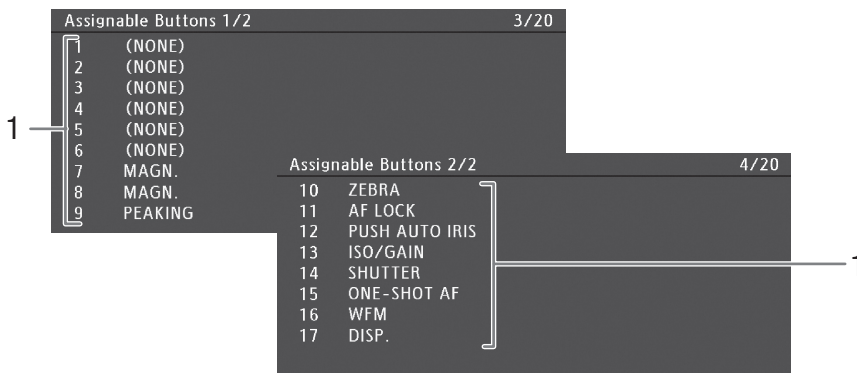 Assignable Buttons 1/2 3/20
1 (NONE)
2 (NONE)
3 (NONE)
4 (NONE)
5 (NONE)
6 (NONE)
7 MAGN.
8 MAGN.
9 PEAKING
1
Assignable Buttons 2/2 4/20
10 ZEBRA
11 AF LOCK
12 PUSH AUTO IRIS
13 ISO/GAIN
14 SHUTTER
15 ONE-SHOT AF
16 WFM
17 DISP.
1